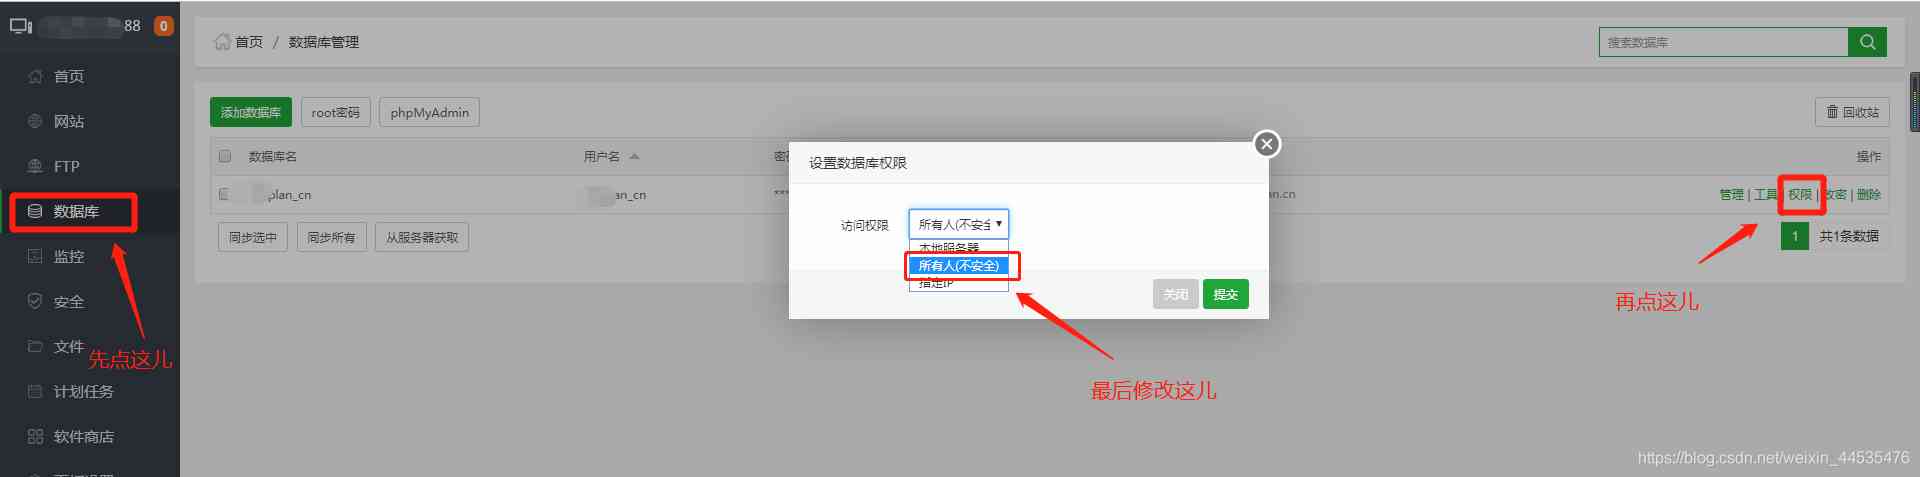 88 0
首页
网站
FTP
数据库
监控
安全
文件
计划任务
软件商店
先点这儿
首页 / 数据库管理
搜索数据库
添加数据库 root密码 phpMyAdmin
回收站
数据库名 用户名 操作
plan_cn an_cn *** an.cn
管理 | 工具 权限 | 改密 | 删除
同步选中 同步所有 从服务器获取
1 共1条数据
设置数据库权限
访问权限 所有人(不安全
本地服务器
所有人(不安全)
指定IP
关闭 提交
最后修改这儿
再点这儿
https://blog.csdn.net/weixin_44535476